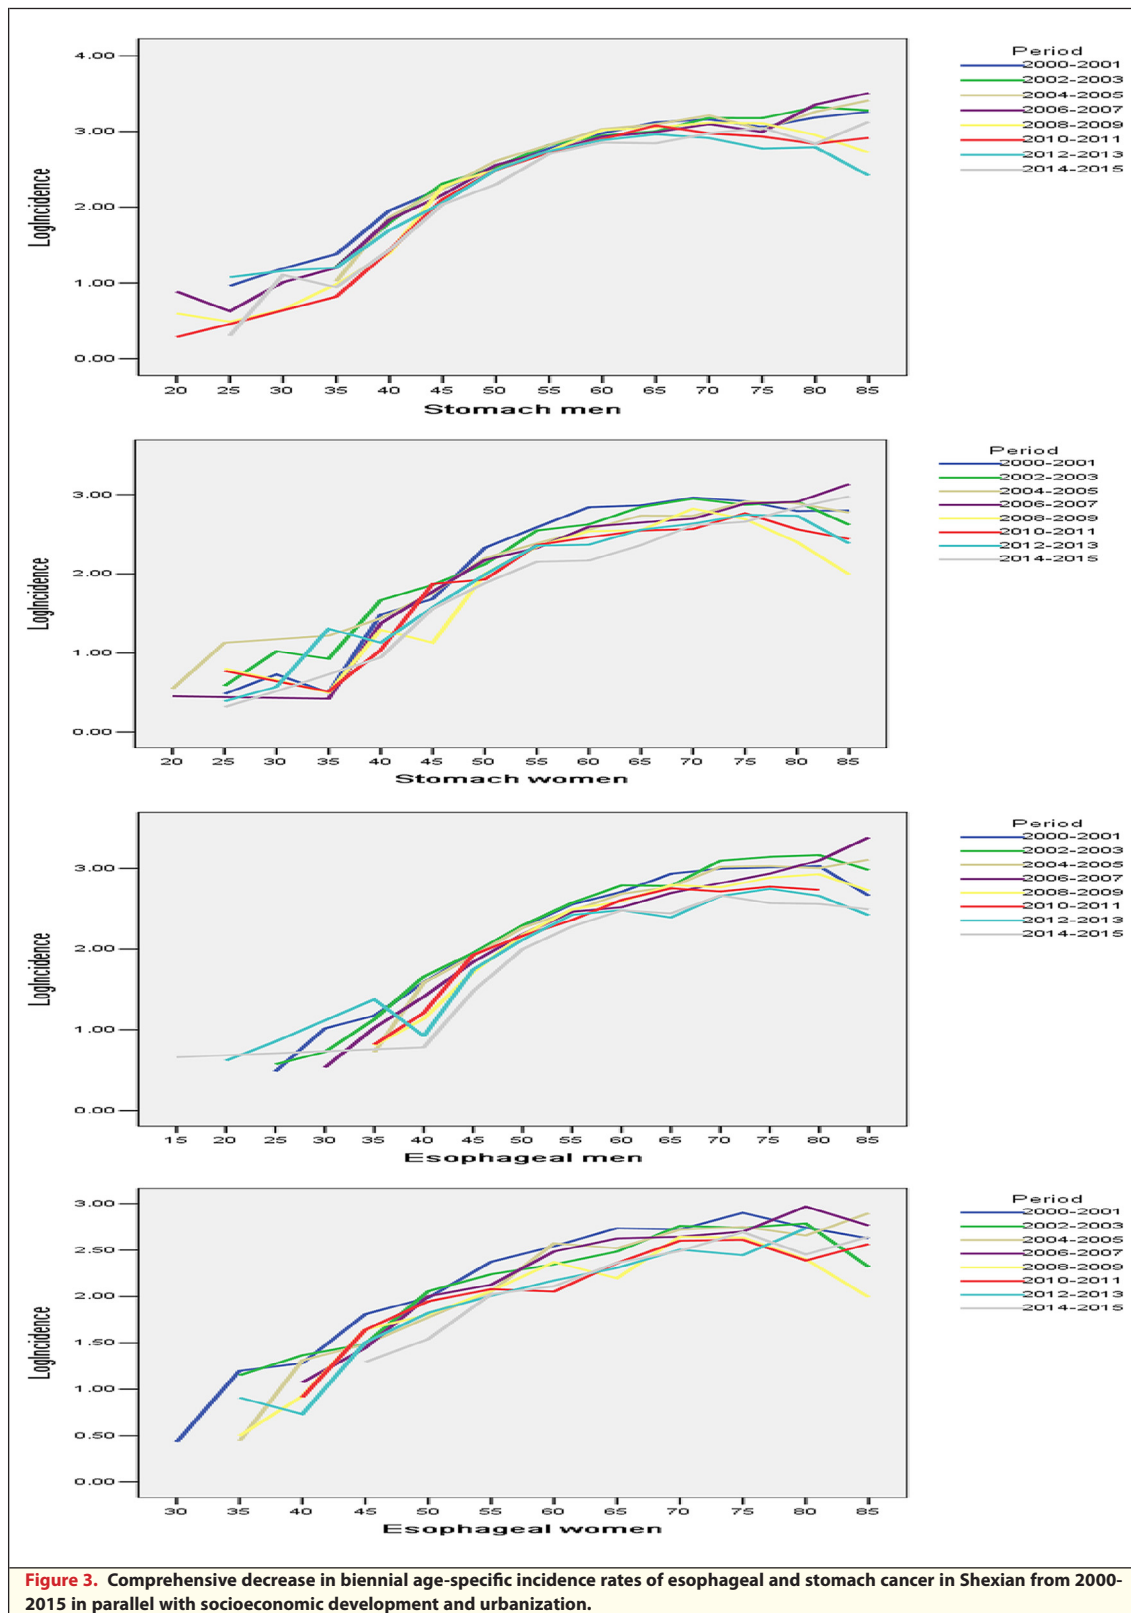 4.00
3.00
2.00
1.00
0.00
LogIncidence
20 25 30 35 40 45 50 55 60 65 70 75 80 85
Stomach men
Period
2000-2001
2002-2003
2004-2005
2006-2007
2008-2009
2010-2011
2012-2013
2014-2015
3.00
2.00
1.00
0.00
LogIncidence
20 25 30 35 40 45 50 55 60 65 70 75 80 85
Stomach women
Period
2000-2001
2002-2003
2004-2005
2006-2007
2008-2009
2010-2011
2012-2013
2014-2015
3.00
2.00
1.00
0.00
LogIncidence
15 20 25 30 35 40 45 50 55 60 65 70 75 80 85
Esophageal men
Period
2000-2001
2002-2003
2004-2005
2006-2007
2008-2009
2010-2011
2012-2013
2014-2015
3.00
2.50
2.00
1.50
1.00
0.50
0.00
LogIncidence
30 35 40 45 50 55 60 65 70 75 80 85
Esophageal women
Period
2000-2001
2002-2003
2004-2005
2006-2007
2008-2009
2010-2011
2012-2013
2014-2015
Figure 3. Comprehensive decrease in biennial age-specific incidence rates of esophageal and stomach cancer in Shexian from 2000-
2015 in parallel with socioeconomic development and urbanization.